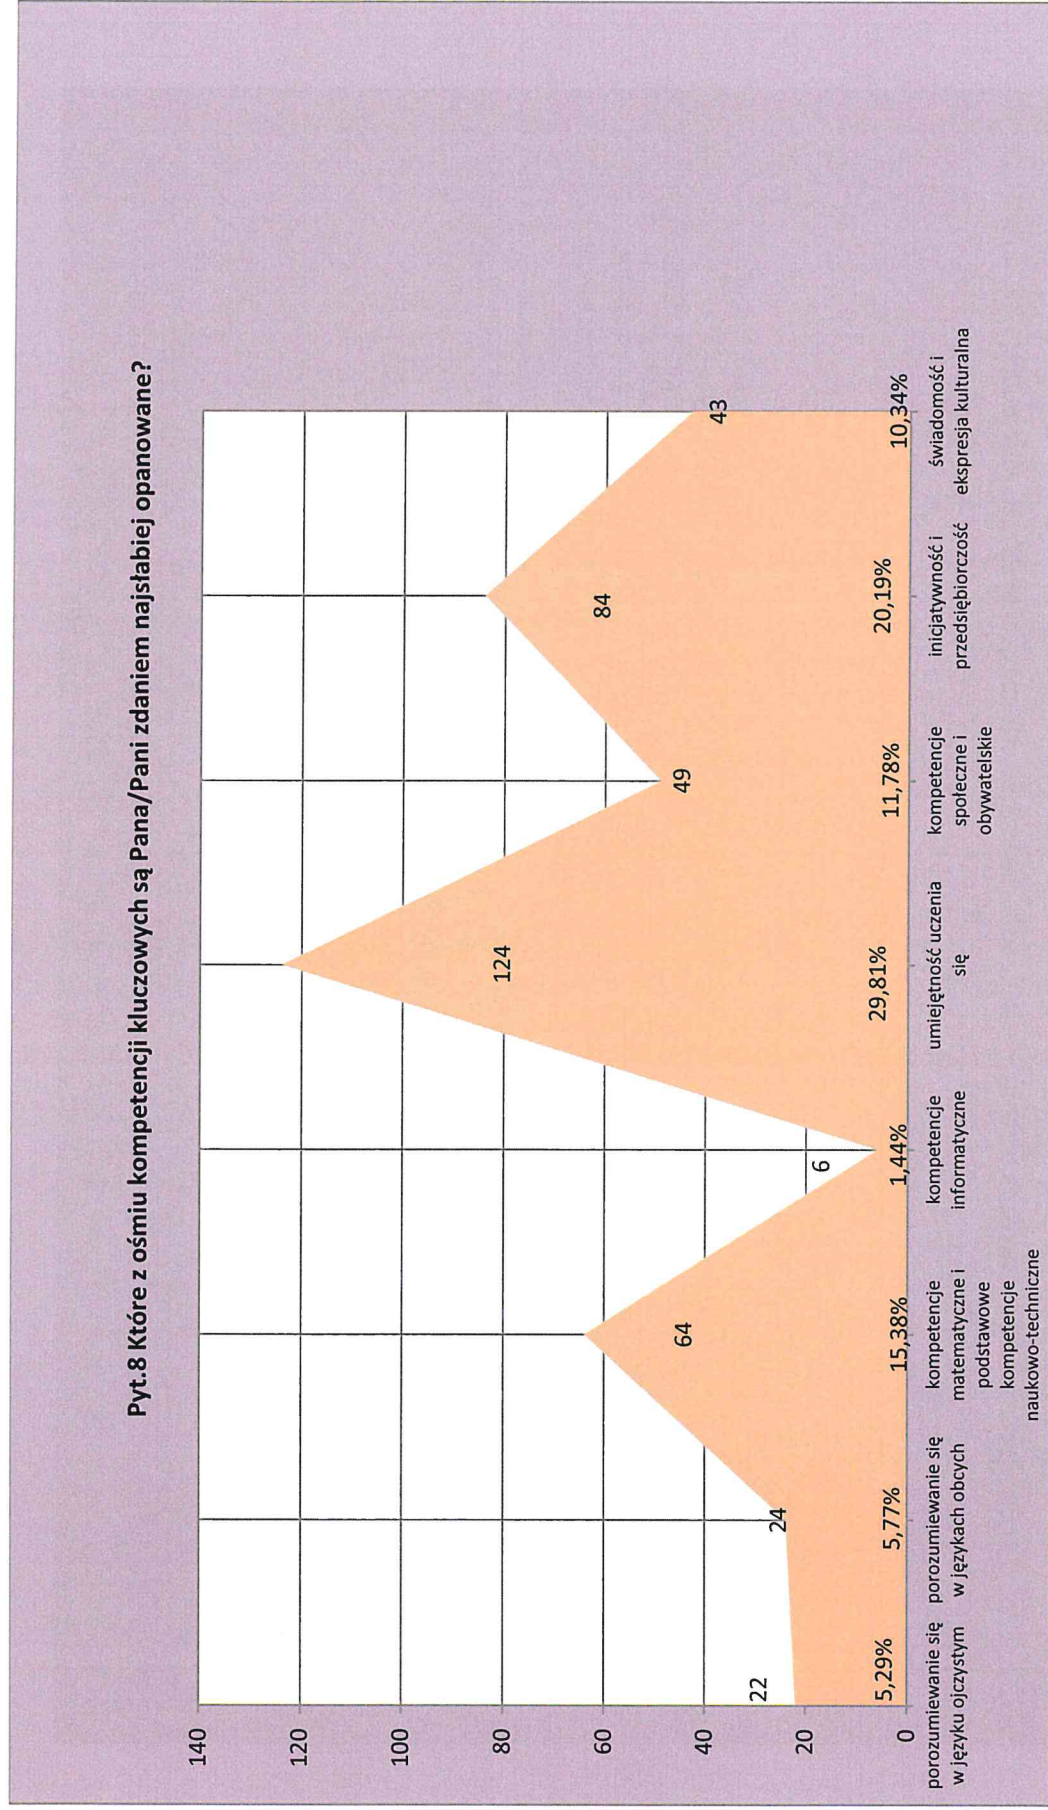 Pyt.8 Które z ośmiu kompetencji kluczowych są Pana/Pani zdaniem najsłabiej opanowane?
140
120
100
80
60
40
20
0
22
24
64
6
124
49
84
43
5,29%
5,77%
15,38%
1,44%
29,81%
11,78%
20,19%
10,34%
porozumiewanie się
w języku ojczystym
porozumiewanie się
w językach obcych
kompetencje
matematyczne i
podstawowe
kompetencje
naukowo-techniczne
kompetencje
informatyczne
umiejętność uczenia
się
kompetencje
społeczne i
obywatelskie
inicjatywność i
przedsiębiorczość
świadomość i
ekspresja kulturalna